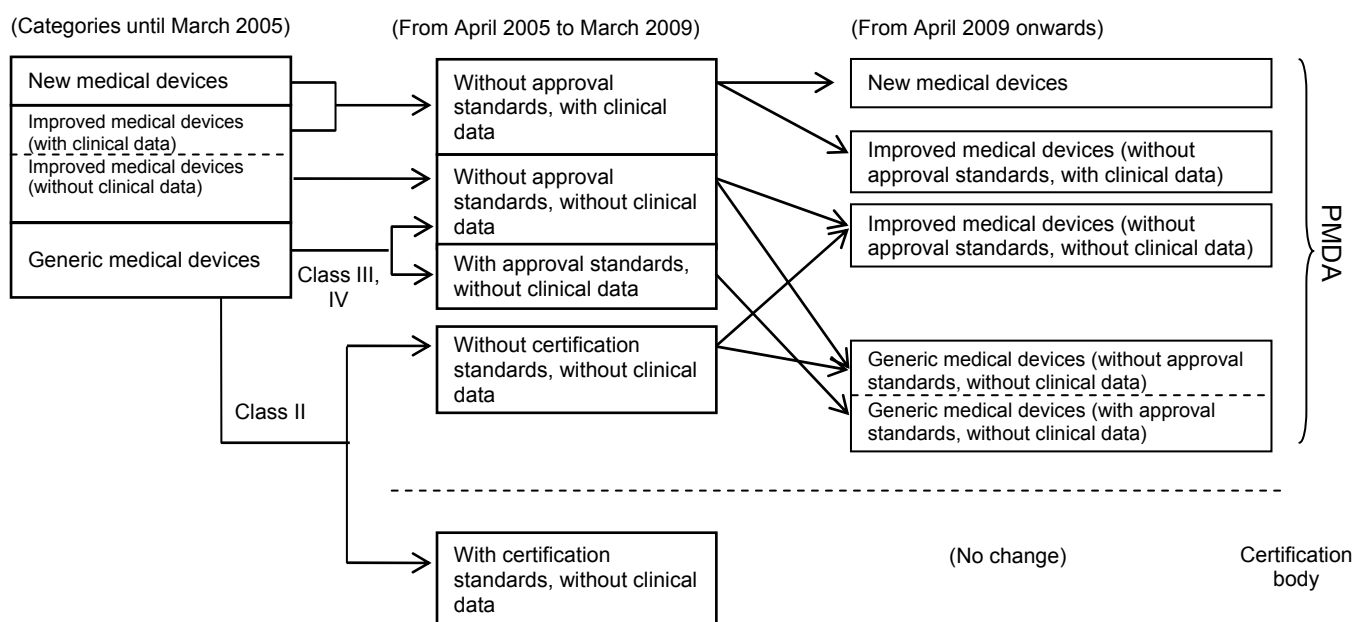 (Categories until March 2005)
New medical devices
Improved medical devices
(with clinical data)
Improved medical devices
(without clinical data)
Generic medical devices
Class III,
IV
Class II
(From April 2005 to March 2009)
Without approval
standards, with clinical
data
Without approval
standards, without clinical
data
With approval standards,
without clinical data
Without certification
standards, without clinical
data
With certification
standards, without clinical
data
(From April 2009 onwards)
New medical devices
Improved medical devices (without
approval standards, with clinical data)
Improved medical devices (without
approval standards, without clinical data)
Generic medical devices (without approval
standards, without clinical data)
Generic medical devices (with approval
standards, without clinical data)
(No change)
PMDA
Certification
body